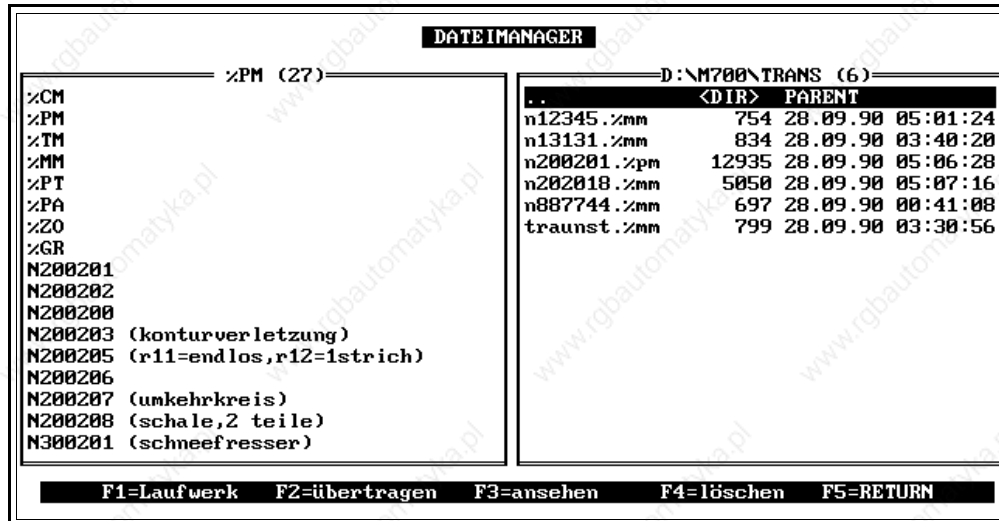 DATEIMANAGER
%PM (27)
%CM
%PM
%TM
%MM
%PT
%PA
%ZO
%GR
N200201
N200202
N200200
N200203 (konturverletzung)
N200205 (r11=endlos,r12=1strich)
N200206
N200207 (umkehrkreis)
N200208 (schale,2 teile)
N300201 (schneefresser)
D:\M700\TRANS (6)
.. <DIR> PARENT
n12345.%mm 754 28.09.90 05:01:24
n13131.%mm 834 28.09.90 03:40:20
n200201.%pm 12935 28.09.90 05:06:28
n202018.%mm 5050 28.09.90 05:07:16
n887744.%mm 697 28.09.90 00:41:08
traunst.%mm 799 28.09.90 03:30:56
F1=Laufwerk F2=übertragen F3=ansehen F4=löschen F5=RETURN
www.rgbautomatyka.pl